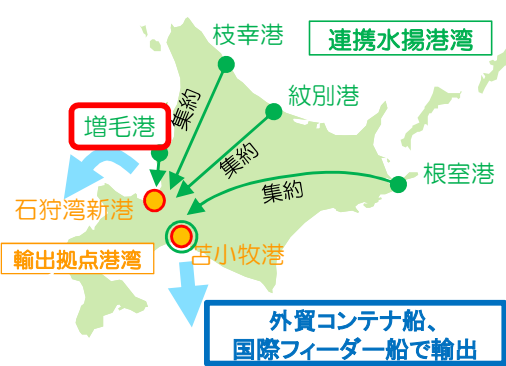 枝幸港
連携水揚港湾
集約
紋別港
増毛港
集約
根室港
集約
石狩湾新港
輸出拠点港湾
苫小牧港
外貿コンテナ船、
国際フィーダー船で輸出